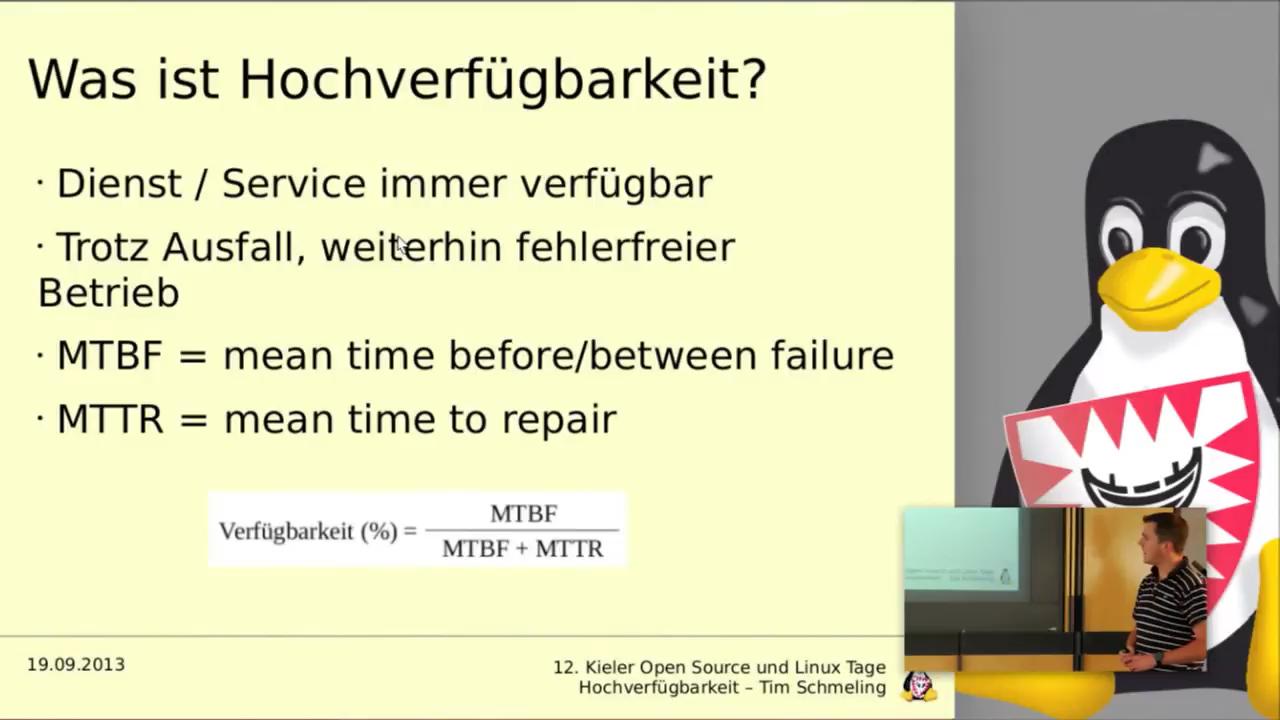 Was ist Hochverfügbarkeit?
· Dienst / Service immer verfügbar
· Trotz Ausfall, weiterhin fehlerfreier
Betrieb
· MTBF = mean time before/between failure
· MTTR = mean time to repair
Verfügbarkeit (%) = MTBF
MTBF + MTTR
19.09.2013
12. Kieler Open Source und Linux Tage
Hochverfügbarkeit – Tim Schmeling